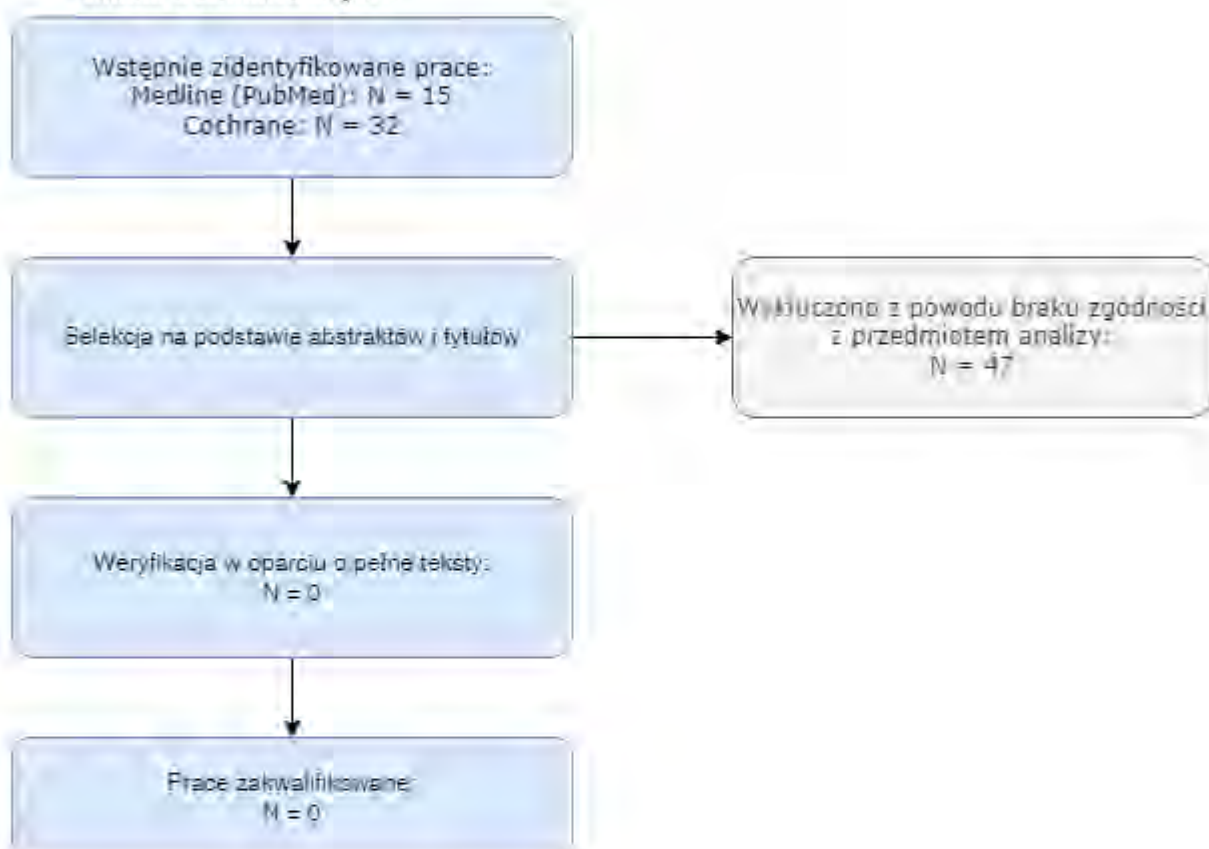 Wstępnie zidentyfikowane prace:
Medline (PubMed): N = 15
Cochrane: N = 32
Selekcja na podstawie abstraktów i tytułów
Wykluczono z powodu braku zgodności
z przedmiotem analizy:
N = 47
Weryfikacja w oparciu o pełne teksty:
N = 0
Prace zakwalifikowane
N = 0